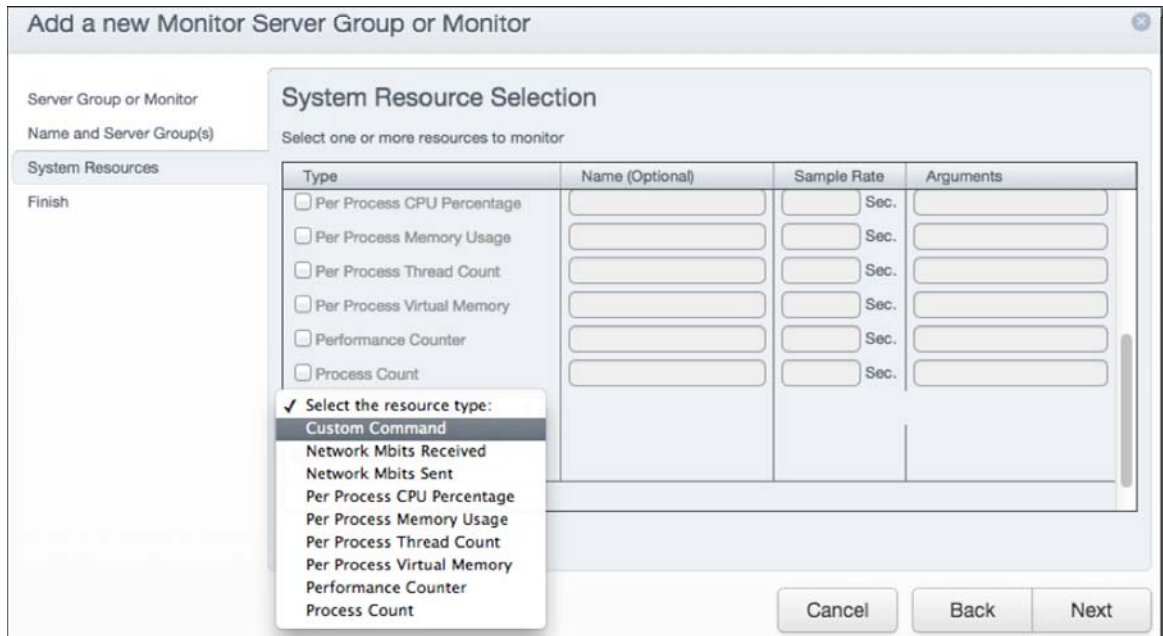 Add a new Monitor Server Group or Monitor
Server Group or Monitor
Name and Server Group(s)
System Resources
Finish
System Resource Selection
Select one or more resources to monitor
Type Name (Optional) Sample Rate Arguments
Per Process CPU Percentage Sec.
Per Process Memory Usage Sec.
Per Process Thread Count Sec.
Per Process Virtual Memory Sec.
Performance Counter Sec.
Process Count Sec.
✓ Select the resource type:
Custom Command
Network Mbits Received
Network Mbits Sent
Per Process CPU Percentage
Per Process Memory Usage
Per Process Thread Count
Per Process Virtual Memory
Performance Counter
Process Count
Cancel Back Next